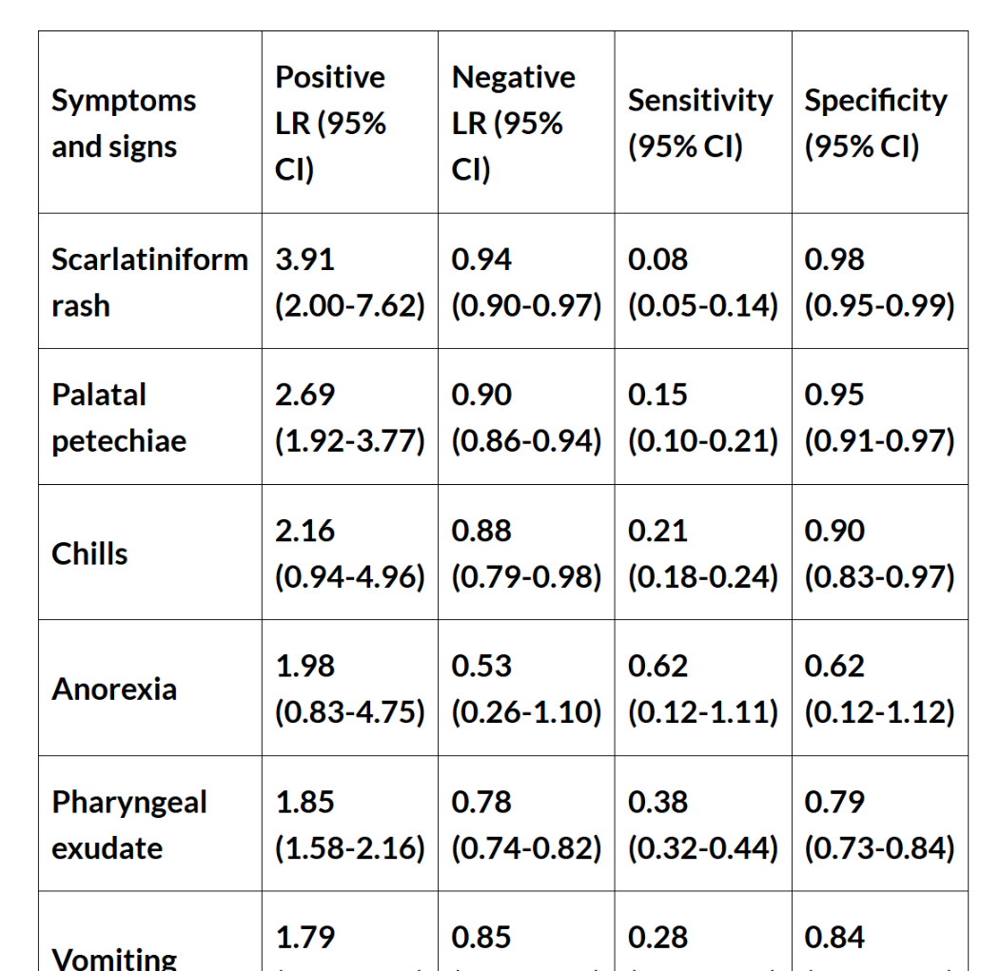 Symptoms and signs | Positive LR (95% CI) | Negative LR (95% CI) | Sensitivity (95% CI) | Specificity (95% CI)
Scarlatiniform rash | 3.91 (2.00-7.62) | 0.94 (0.90-0.97) | 0.08 (0.05-0.14) | 0.98 (0.95-0.99)
Palatal petechiae | 2.69 (1.92-3.77) | 0.90 (0.86-0.94) | 0.15 (0.10-0.21) | 0.95 (0.91-0.97)
Chills | 2.16 (0.94-4.96) | 0.88 (0.79-0.98) | 0.21 (0.18-0.24) | 0.90 (0.83-0.97)
Anorexia | 1.98 (0.83-4.75) | 0.53 (0.26-1.10) | 0.62 (0.12-1.11) | 0.62 (0.12-1.12)
Pharyngeal exudate | 1.85 (1.58-2.16) | 0.78 (0.74-0.82) | 0.38 (0.32-0.44) | 0.79 (0.73-0.84)
Vomiting | 1.79 | 0.85 | 0.28 | 0.84